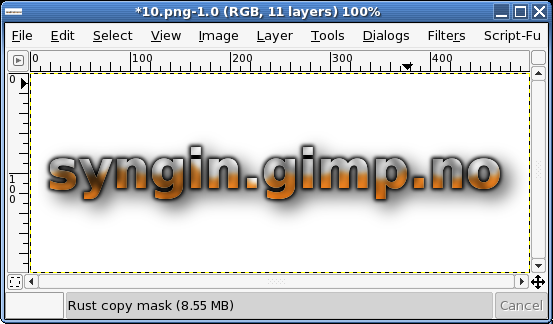 *10.png-1.0 (RGB, 11 layers) 100%
File Edit Select View Image Layer Tools Dialogs Filters Script-Fu
0 100 200 300 400
0
100
syngin.gimp.no
Rust copy mask (8.55 MB) Cancel